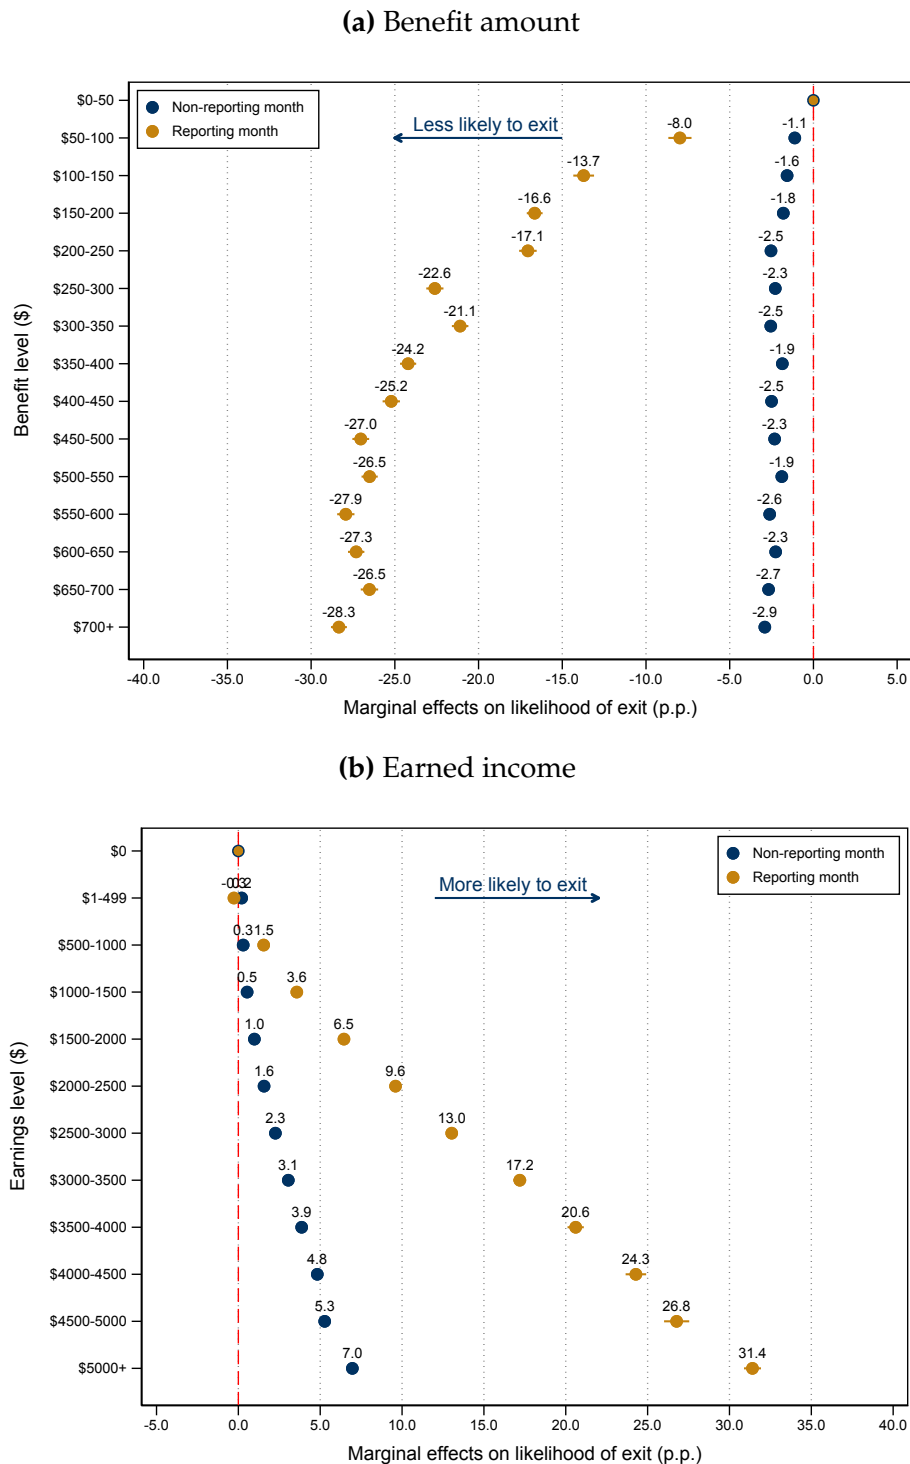 (a) Benefit amount
Non-reporting month
Reporting month
Less likely to exit
Benefit level ($)
$0-50
$50-100 -8.0 -1.1
$100-150 -13.7 -1.6
$150-200 -16.6 -1.8
$200-250 -17.1 -2.5
$250-300 -22.6 -2.3
$300-350 -21.1 -2.5
$350-400 -24.2 -1.9
$400-450 -25.2 -2.5
$450-500 -27.0 -2.3
$500-550 -26.5 -1.9
$550-600 -27.9 -2.6
$600-650 -27.3 -2.3
$650-700 -26.5 -2.7
$700+ -28.3 -2.9
-40.0 -35.0 -30.0 -25.0 -20.0 -15.0 -10.0 -5.0 0.0 5.0
Marginal effects on likelihood of exit (p.p.)
(b) Earned income
Non-reporting month
Reporting month
More likely to exit
Earnings level ($)
$0
$1-499 0.2
$500-1000 0.3 1.5
$1000-1500 0.5 3.6
$1500-2000 1.0 6.5
$2000-2500 1.6 9.6
$2500-3000 2.3 13.0
$3000-3500 3.1 17.2
$3500-4000 3.9 20.6
$4000-4500 4.8 24.3
$4500-5000 5.3 26.8
$5000+ 7.0 31.4
-5.0 0.0 5.0 10.0 15.0 20.0 25.0 30.0 35.0 40.0
Marginal effects on likelihood of exit (p.p.)